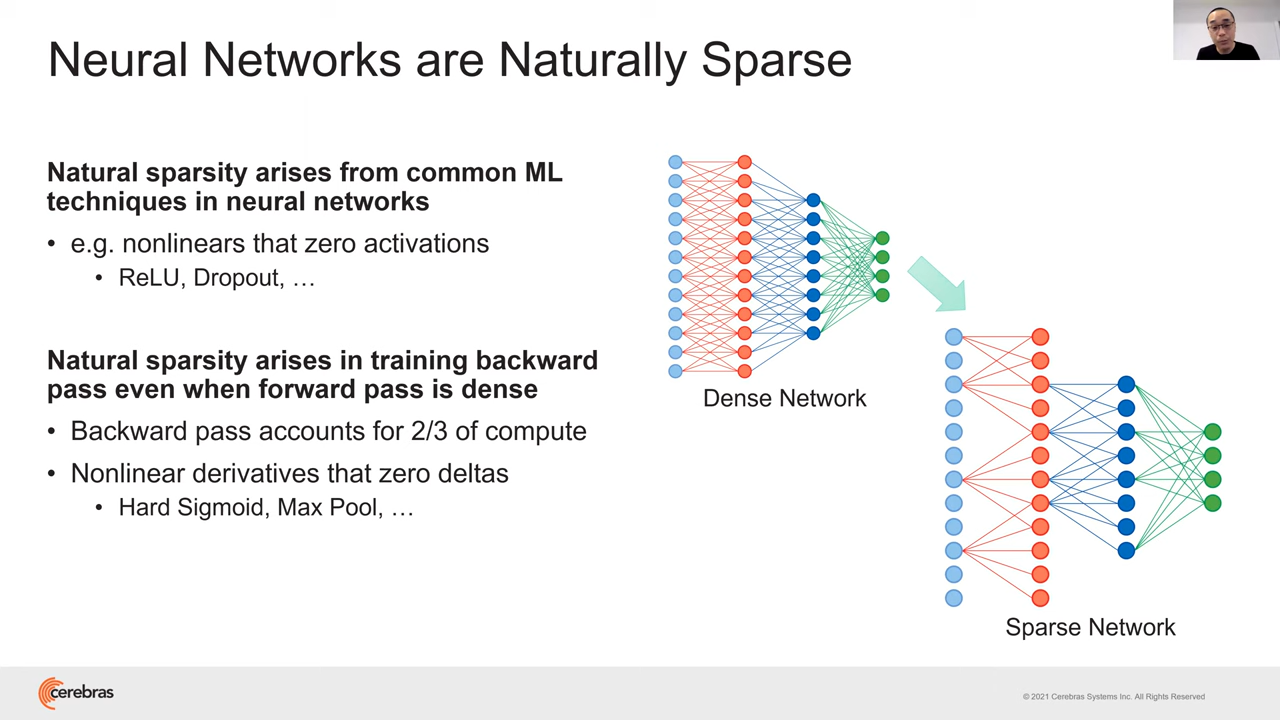 Neural Networks are Naturally Sparse
Natural sparsity arises from common ML
techniques in neural networks
• e.g. nonlinears that zero activations
• ReLU, Dropout, …
Natural sparsity arises in training backward
pass even when forward pass is dense
• Backward pass accounts for 2/3 of compute
• Nonlinear derivatives that zero deltas
• Hard Sigmoid, Max Pool, …
Dense Network
Sparse Network
cerebras
© 2021 Cerebras Systems Inc. All Rights Reserved